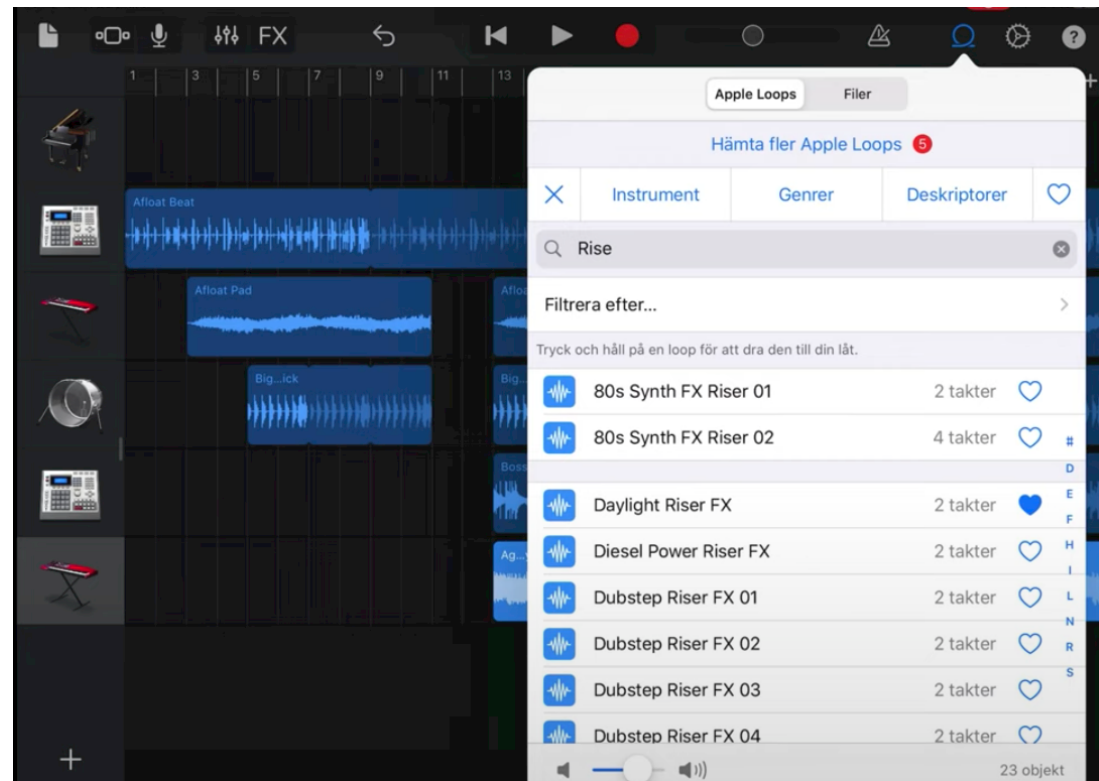 FX
?
1 3 5 7 9 11 13
Apple Loops Filer
Hämta fler Apple Loops 5
Instrument Genrer Deskriptorer
Rise
Filtrera efter...
Tryck och håll på en loop för att dra den till din låt.
80s Synth FX Riser 01 2 takter
80s Synth FX Riser 02 4 takter
Daylight Riser FX 2 takter
Diesel Power Riser FX 2 takter
Dubstep Riser FX 01 2 takter
Dubstep Riser FX 02 2 takter
Dubstep Riser FX 03 2 takter
Dubstep Riser FX 04 2 takter
23 objekt
#
D
E
F
H
I
L
N
R
S
Afloat Beat
Afloat Pad Afloa
Big...ick Big...
Boss
Ag...